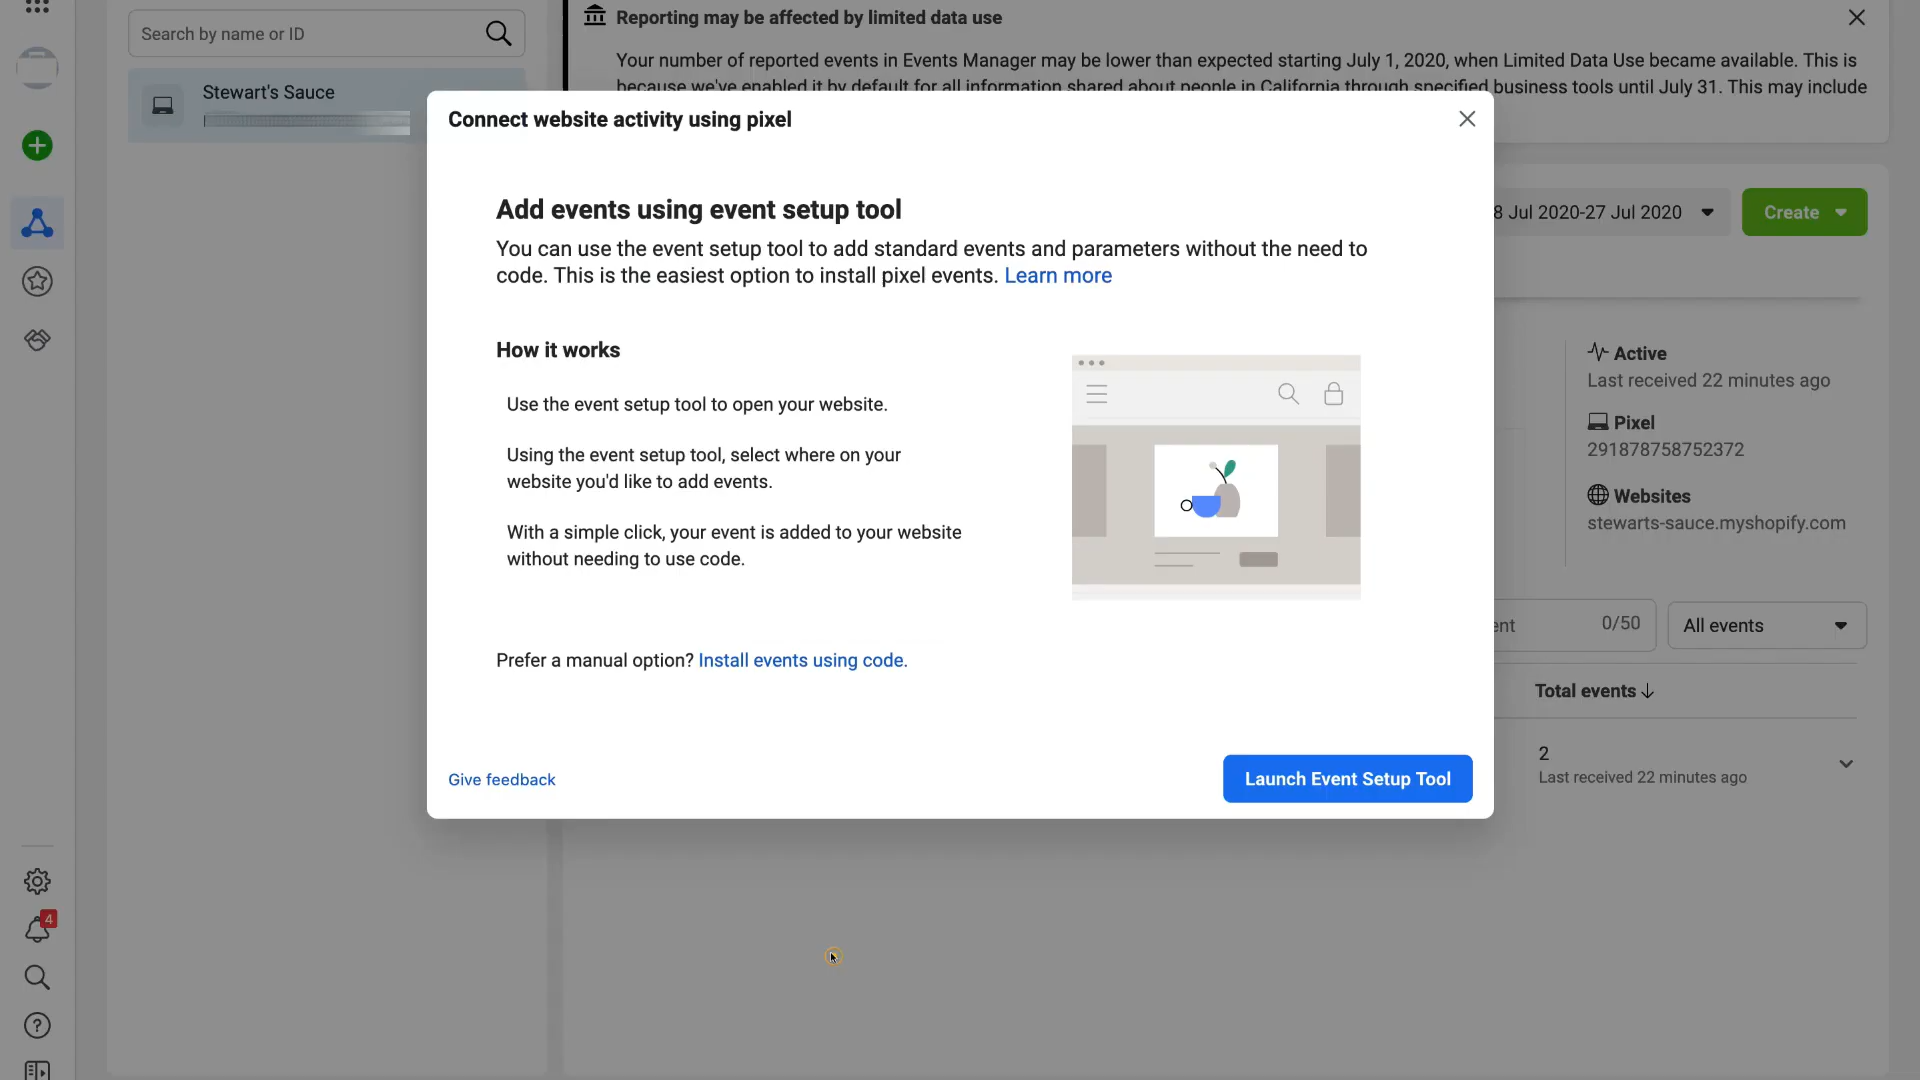 Search by name or ID
Stewart's Sauce
Reporting may be affected by limited data use
Your number of reported events in Events Manager may be lower than expected starting July 1, 2020, when Limited Data Use became available. This is
because we've enabled it by default for all information shared about people in California through specified business tools until July 31. This may include
Connect website activity using pixel
Add events using event setup tool
You can use the event setup tool to add standard events and parameters without the need to
code. This is the easiest option to install pixel events. Learn more
How it works
Use the event setup tool to open your website.
Using the event setup tool, select where on your
website you'd like to add events.
With a simple click, your event is added to your website
without needing to use code.
Prefer a manual option? Install events using code.
Give feedback
Launch Event Setup Tool
8 Jul 2020-27 Jul 2020
Create
Active
Last received 22 minutes ago
Pixel
291878758752372
Websites
stewarts-sauce.myshopify.com
ent 0/50
All events
Total events
2
Last received 22 minutes ago
4